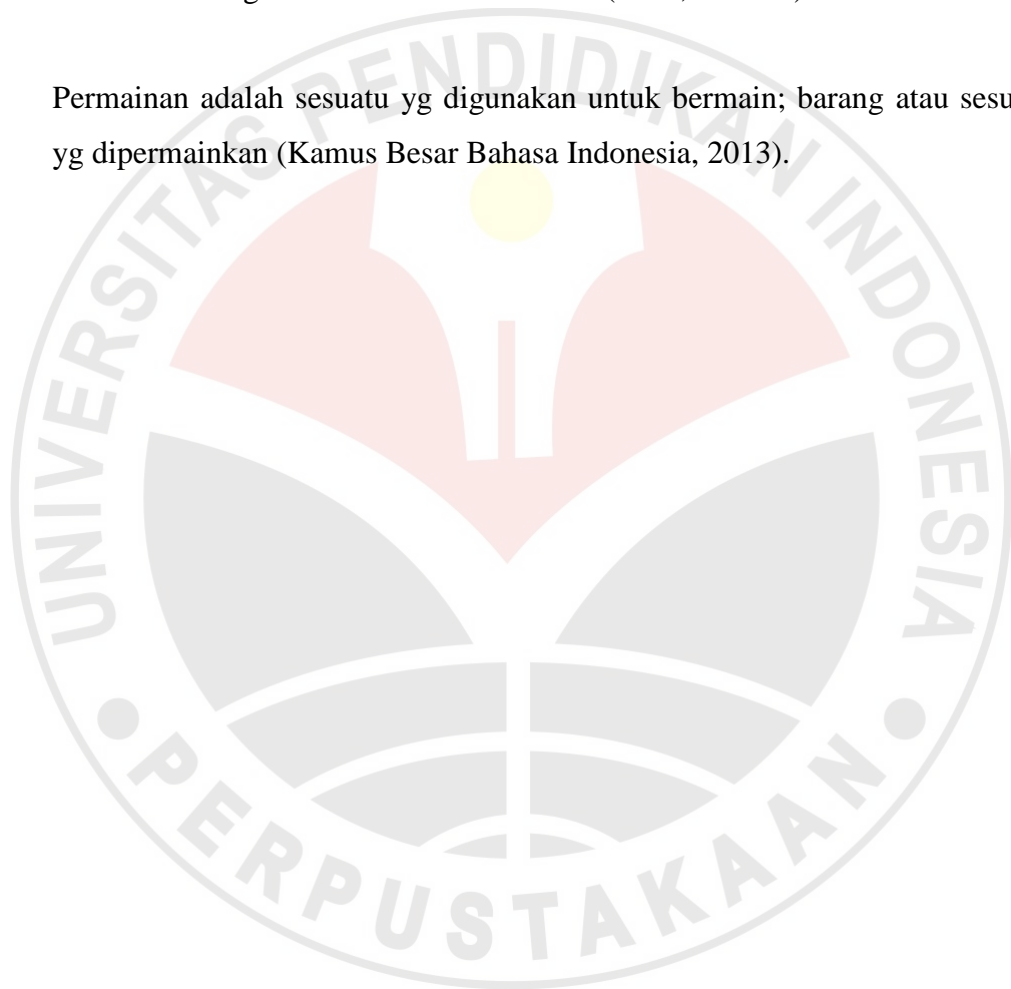 Permainan adalah sesuatu yg digunakan untuk bermain; barang atau sesu
yg dipermainkan (Kamus Besar Bahasa Indonesia, 2013).
UNIVERSITAS PENDIDIKAN INDONESIA
PERPUSTAKAAN